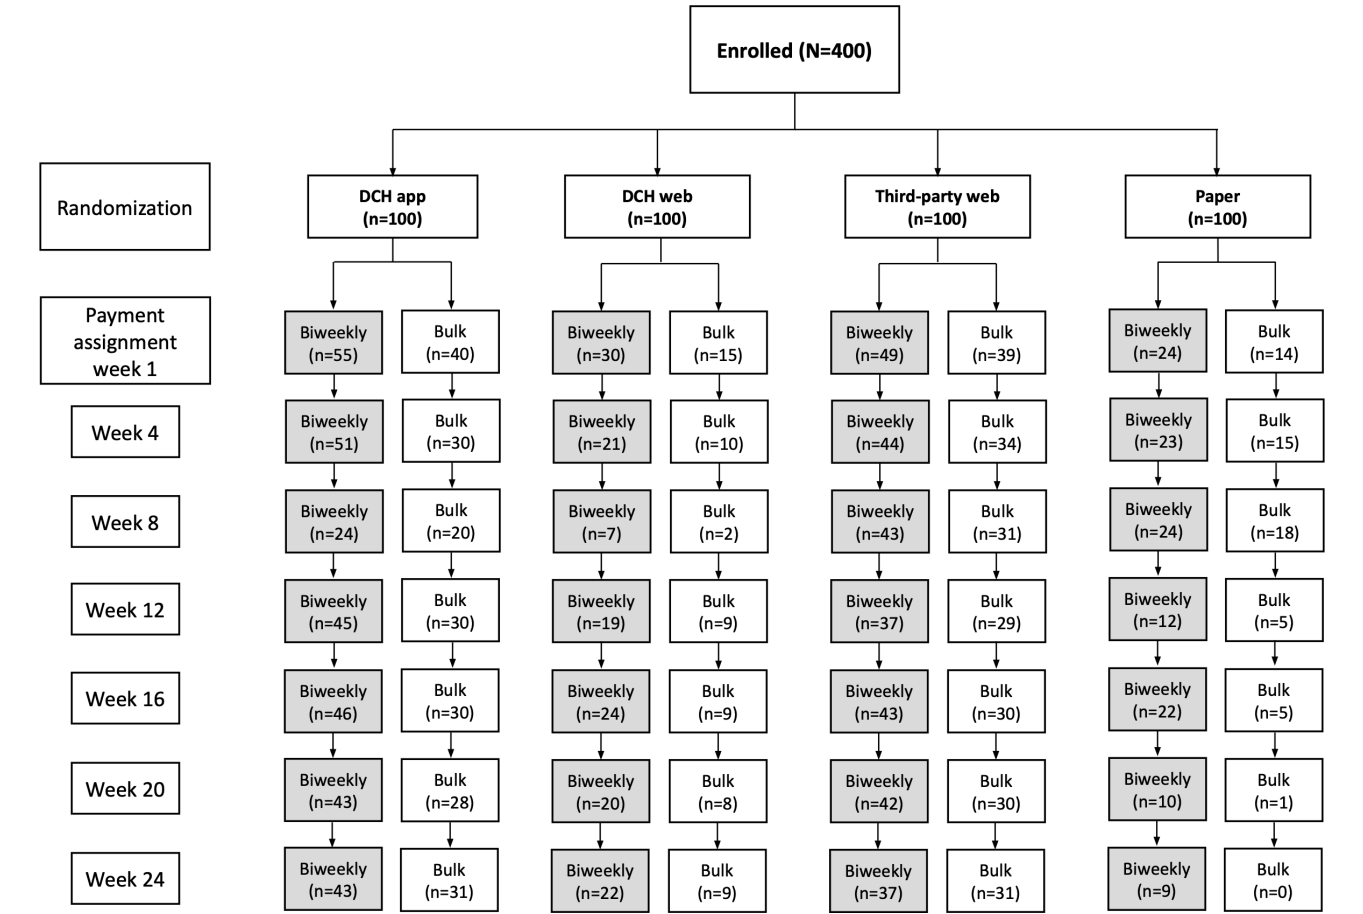 Enrolled (N=400)
Randomization
DCH app
(n=100)
DCH web
(n=100)
Third-party web
(n=100)
Paper
(n=100)
Payment
assignment
week 1
Biweekly
(n=55)
Bulk
(n=40)
Biweekly
(n=30)
Bulk
(n=15)
Biweekly
(n=49)
Bulk
(n=39)
Biweekly
(n=24)
Bulk
(n=14)
Week 4
Biweekly
(n=51)
Bulk
(n=30)
Biweekly
(n=21)
Bulk
(n=10)
Biweekly
(n=44)
Bulk
(n=34)
Biweekly
(n=23)
Bulk
(n=15)
Week 8
Biweekly
(n=24)
Bulk
(n=20)
Biweekly
(n=7)
Bulk
(n=2)
Biweekly
(n=43)
Bulk
(n=31)
Biweekly
(n=24)
Bulk
(n=18)
Week 12
Biweekly
(n=45)
Bulk
(n=30)
Biweekly
(n=19)
Bulk
(n=9)
Biweekly
(n=37)
Bulk
(n=29)
Biweekly
(n=12)
Bulk
(n=5)
Week 16
Biweekly
(n=46)
Bulk
(n=30)
Biweekly
(n=24)
Bulk
(n=9)
Biweekly
(n=43)
Bulk
(n=30)
Biweekly
(n=22)
Bulk
(n=5)
Week 20
Biweekly
(n=43)
Bulk
(n=28)
Biweekly
(n=20)
Bulk
(n=8)
Biweekly
(n=42)
Bulk
(n=30)
Biweekly
(n=10)
Bulk
(n=1)
Week 24
Biweekly
(n=43)
Bulk
(n=31)
Biweekly
(n=22)
Bulk
(n=9)
Biweekly
(n=37)
Bulk
(n=31)
Biweekly
(n=9)
Bulk
(n=0)